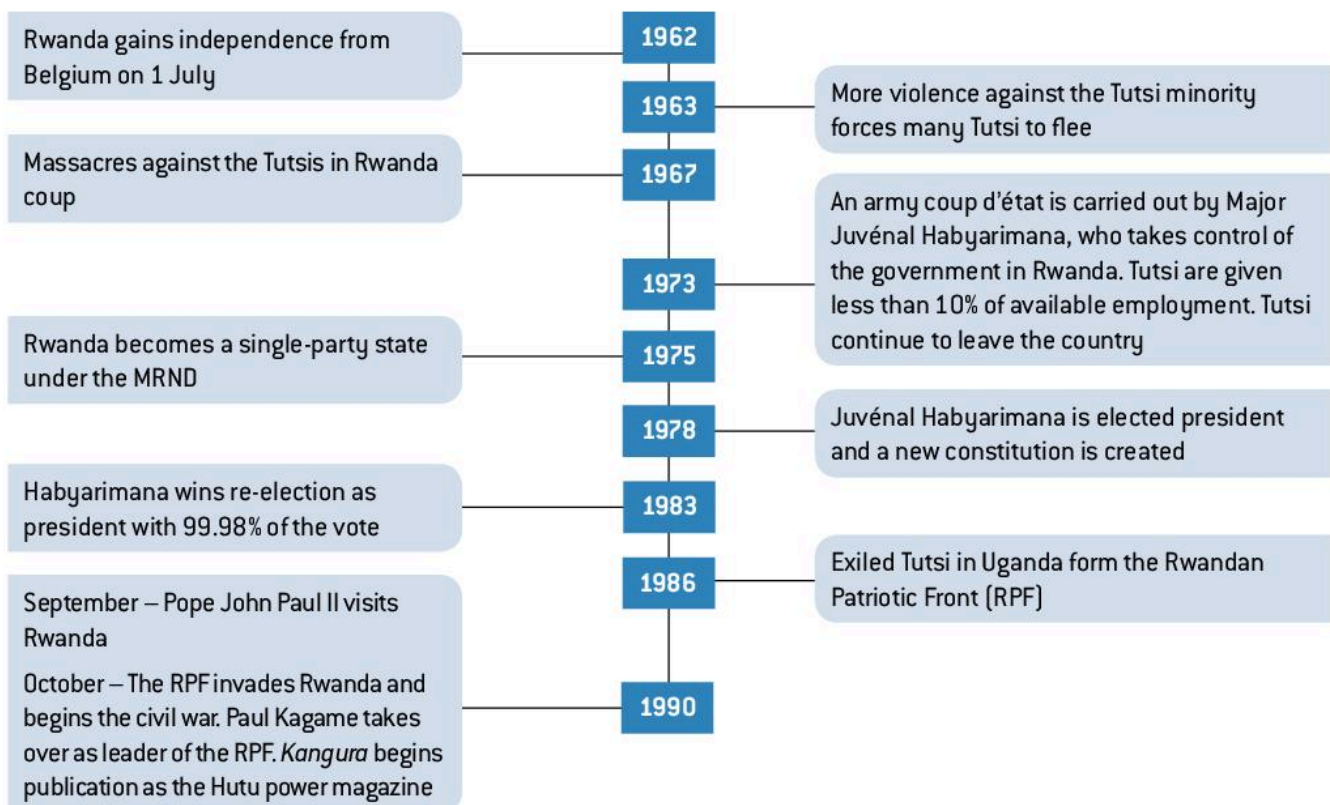 Rwanda gains independence from
Belgium on 1 July
1962
1963
More violence against the Tutsi minority
forces many Tutsi to flee
Massacres against the Tutsis in Rwanda
coup
1967
1973
An army coup d’état is carried out by Major
Juvénal Habyarimana, who takes control of
the government in Rwanda. Tutsi are given
less than 10% of available employment. Tutsi
continue to leave the country
Rwanda becomes a single-party state
under the MRND
1975
1978
Juvénal Habyarimana is elected president
and a new constitution is created
Habyarimana wins re-election as
president with 99.98% of the vote
1983
1986
Exiled Tutsi in Uganda form the Rwandan
Patriotic Front (RPF)
September – Pope John Paul II visits
Rwanda
October – The RPF invades Rwanda and
begins the civil war. Paul Kagame takes
over as leader of the RPF. Kangura begins
publication as the Hutu power magazine
1990